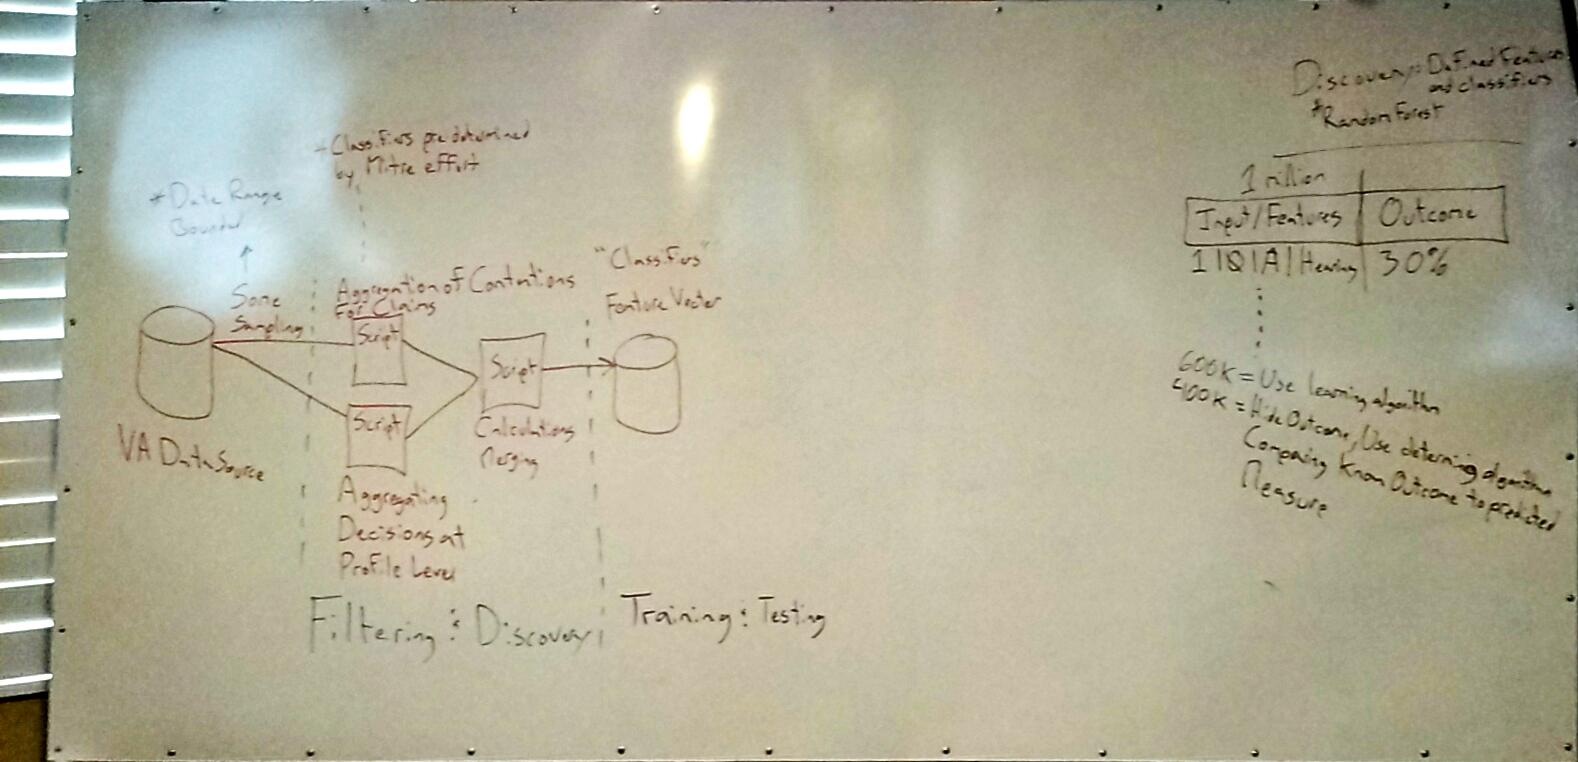 * Classifiers pre determined
by Mitre effort
* Date Range
Bounded
Some
Sampling
Aggregation of Contentions
For Claims
Script
Script
Script
Calculations
Merging
"Classifiers"
Feature Vector
VA DataSource
Aggregating
Decisions at
Profile Level
Filtering & Discovery
Training & Testing
Discovery: Defined Features
and classifiers
*Random Forest
1 million
Input/Features Outcome
Hearing 30%
600K = Use learning algorithm
400K = Hide Outcome, Use determining algorithm
Comparing Known Outcome to predicted
Measure